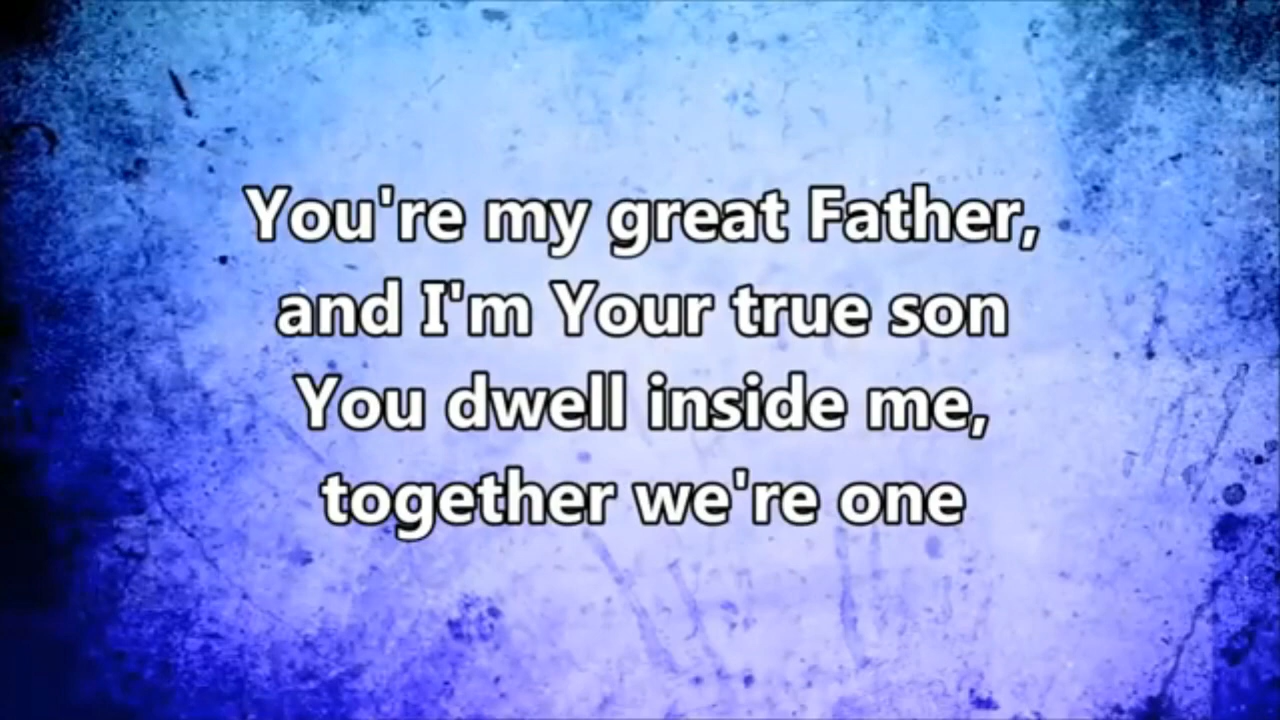 You're my great Father,
and I'm Your true son
You dwell inside me,
together we're one